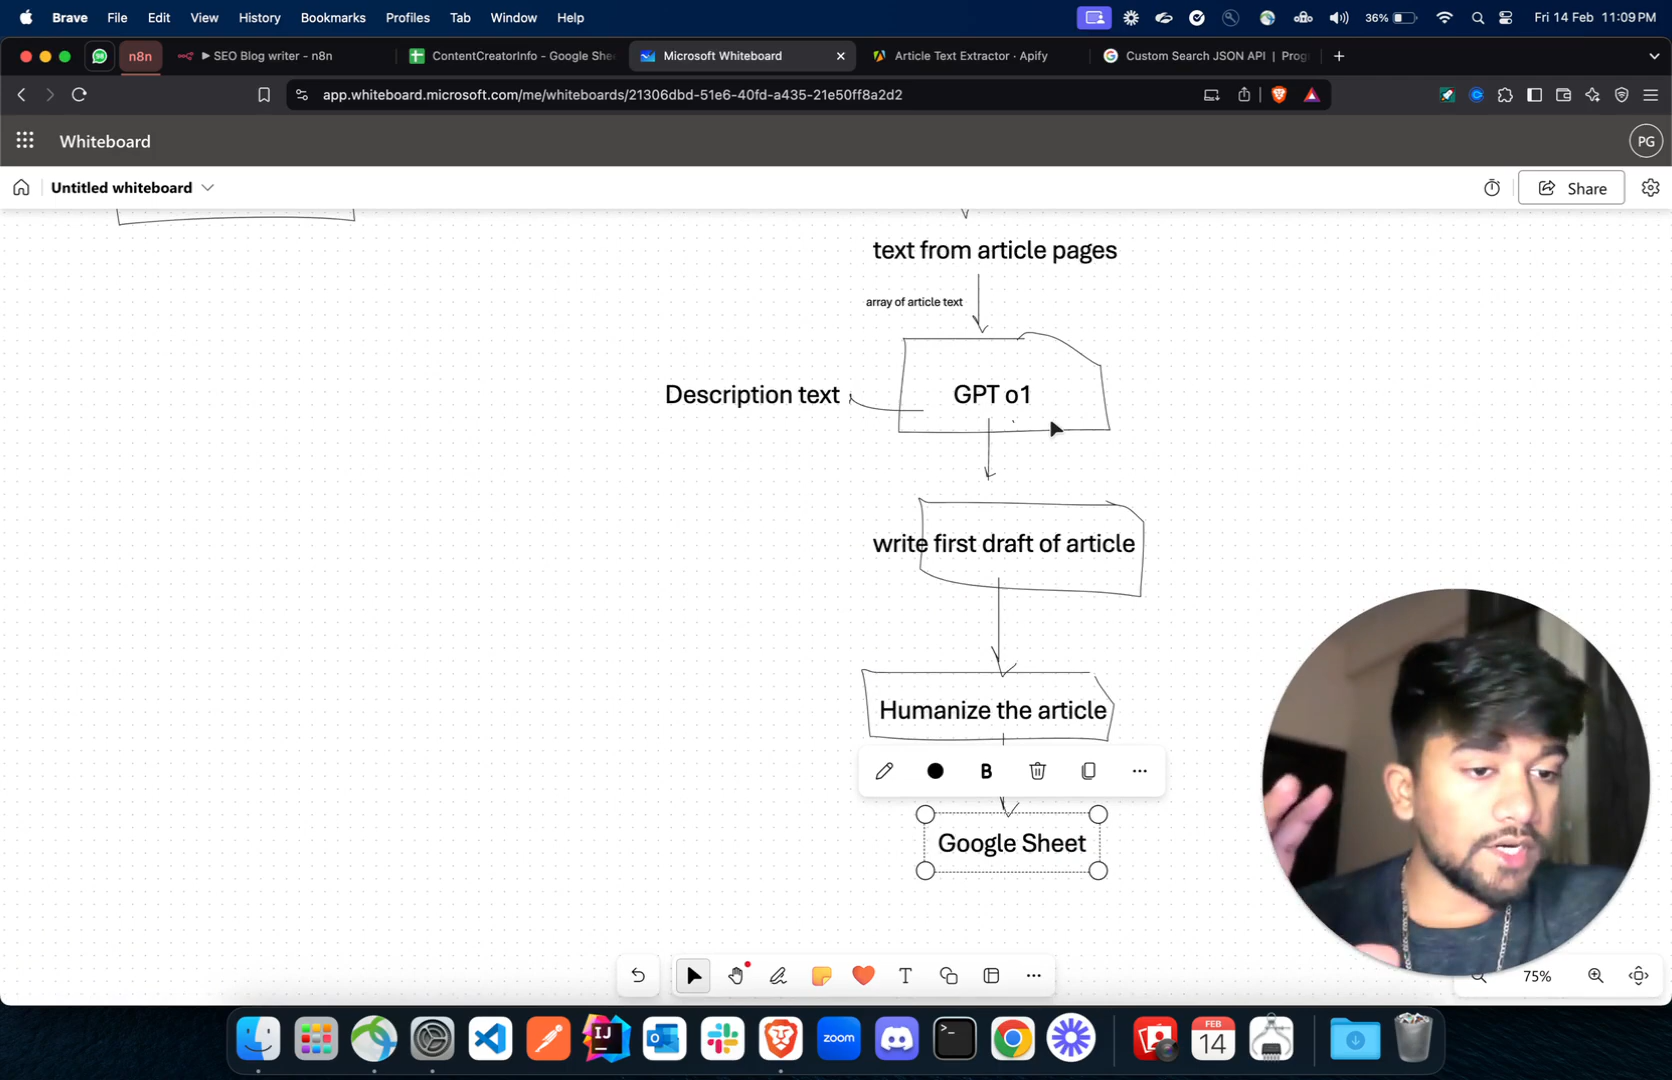 Brave File Edit View History Bookmarks Profiles Tab Window Help 36% Fri 14 Feb 11:09 PM
n8n SEO Blog writer - n8n ContentCreatorInfo - Google Shee Microsoft Whiteboard Article Text Extractor · Apify Custom Search JSON API | Prog
app.whiteboard.microsoft.com/me/whiteboards/21306dbd-51e6-40fd-a435-21e50ff8a2d2
Whiteboard PG
Untitled whiteboard Share
text from article pages
array of article text
Description text GPT o1
write first draft of article
Humanize the article
B
Google Sheet
T 75%
zoom FEB
14